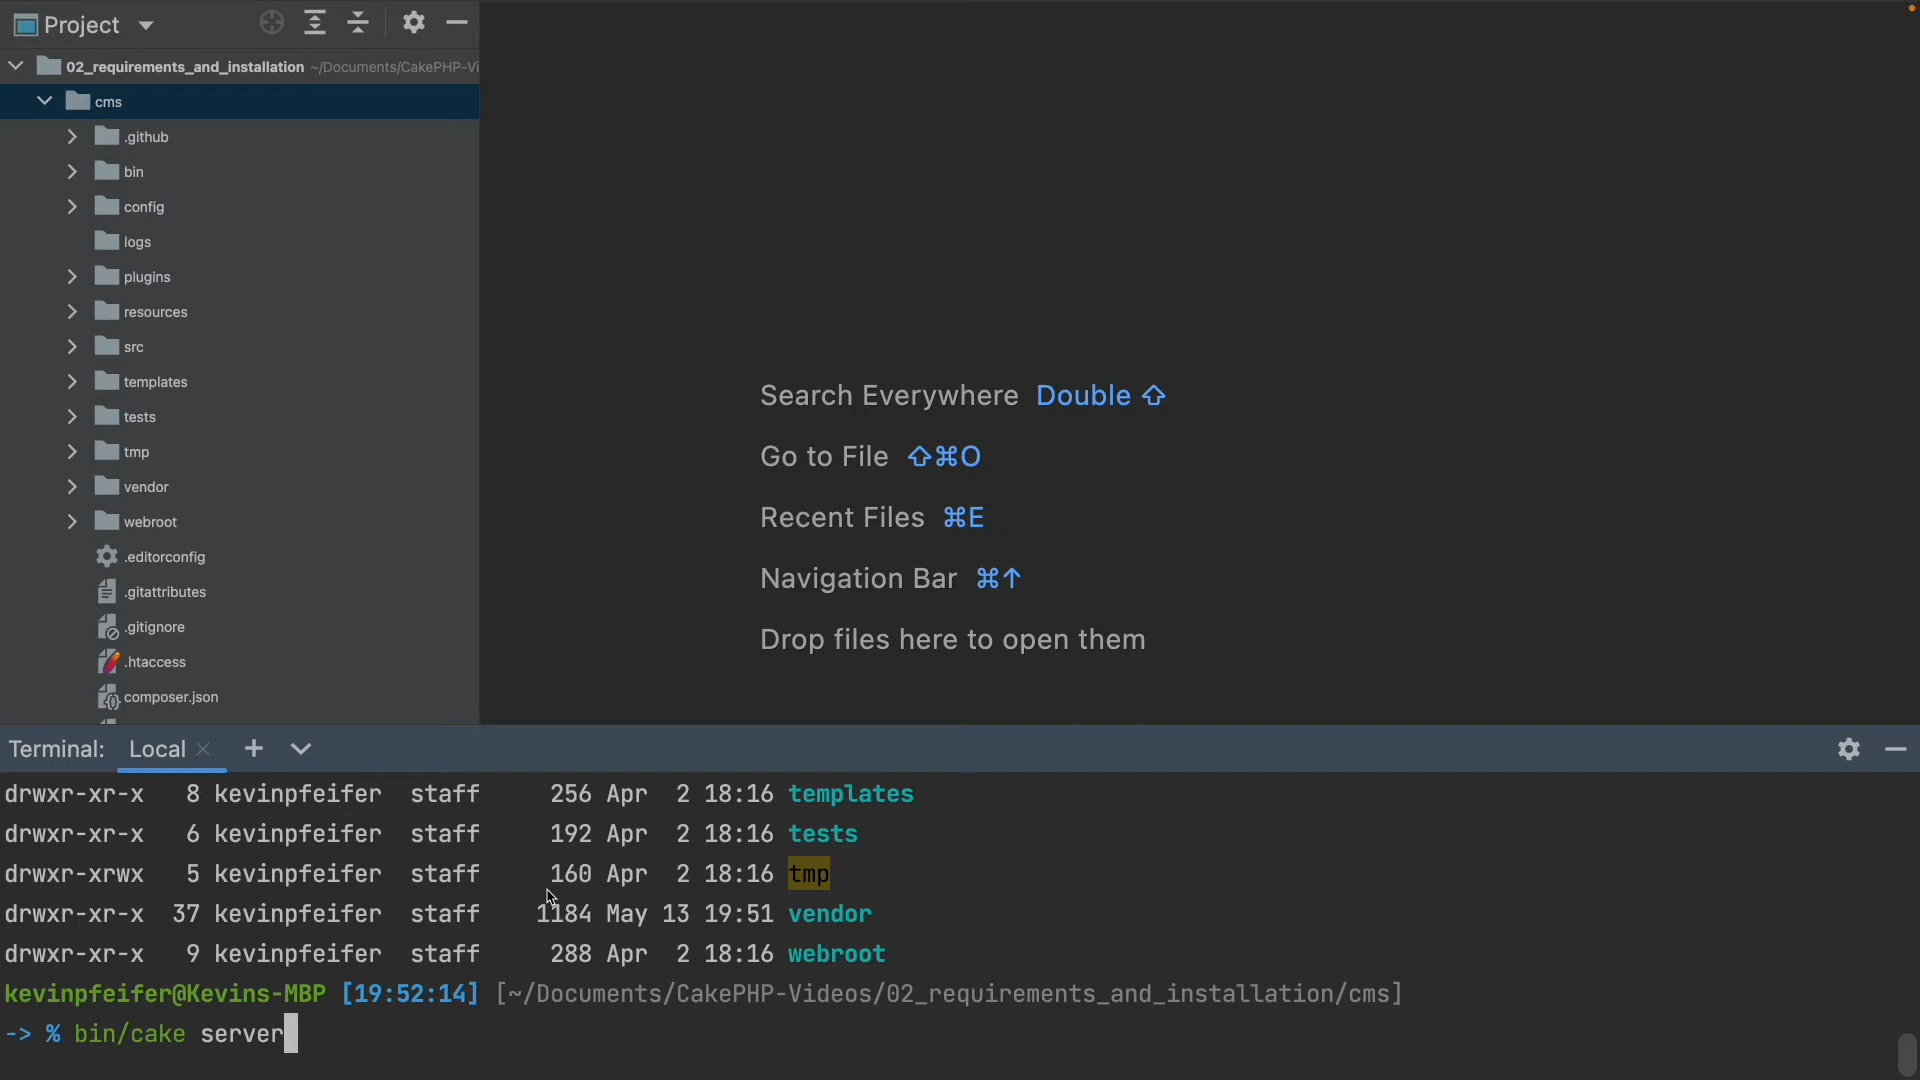 Project
02_requirements_and_installation ~/Documents/CakePHP-Vi
cms
.github
bin
config
logs
plugins
resources
src
templates
tests
tmp
vendor
webroot
.editorconfig
.gitattributes
.gitignore
.htaccess
composer.json
Search Everywhere Double ⇧
Go to File ⇧⌘O
Recent Files ⌘E
Navigation Bar ⌘↑
Drop files here to open them
Terminal: Local
drwxr-xr-x 8 kevinpfeifer staff 256 Apr 2 18:16 templates
drwxr-xr-x 6 kevinpfeifer staff 192 Apr 2 18:16 tests
drwxr-xrwx 5 kevinpfeifer staff 160 Apr 2 18:16 tmp
drwxr-xr-x 37 kevinpfeifer staff 1184 May 13 19:51 vendor
drwxr-xr-x 9 kevinpfeifer staff 288 Apr 2 18:16 webroot
kevinpfeifer@Kevins-MBP [19:52:14] [~/Documents/CakePHP-Videos/02_requirements_and_installation/cms]
-> % bin/cake server